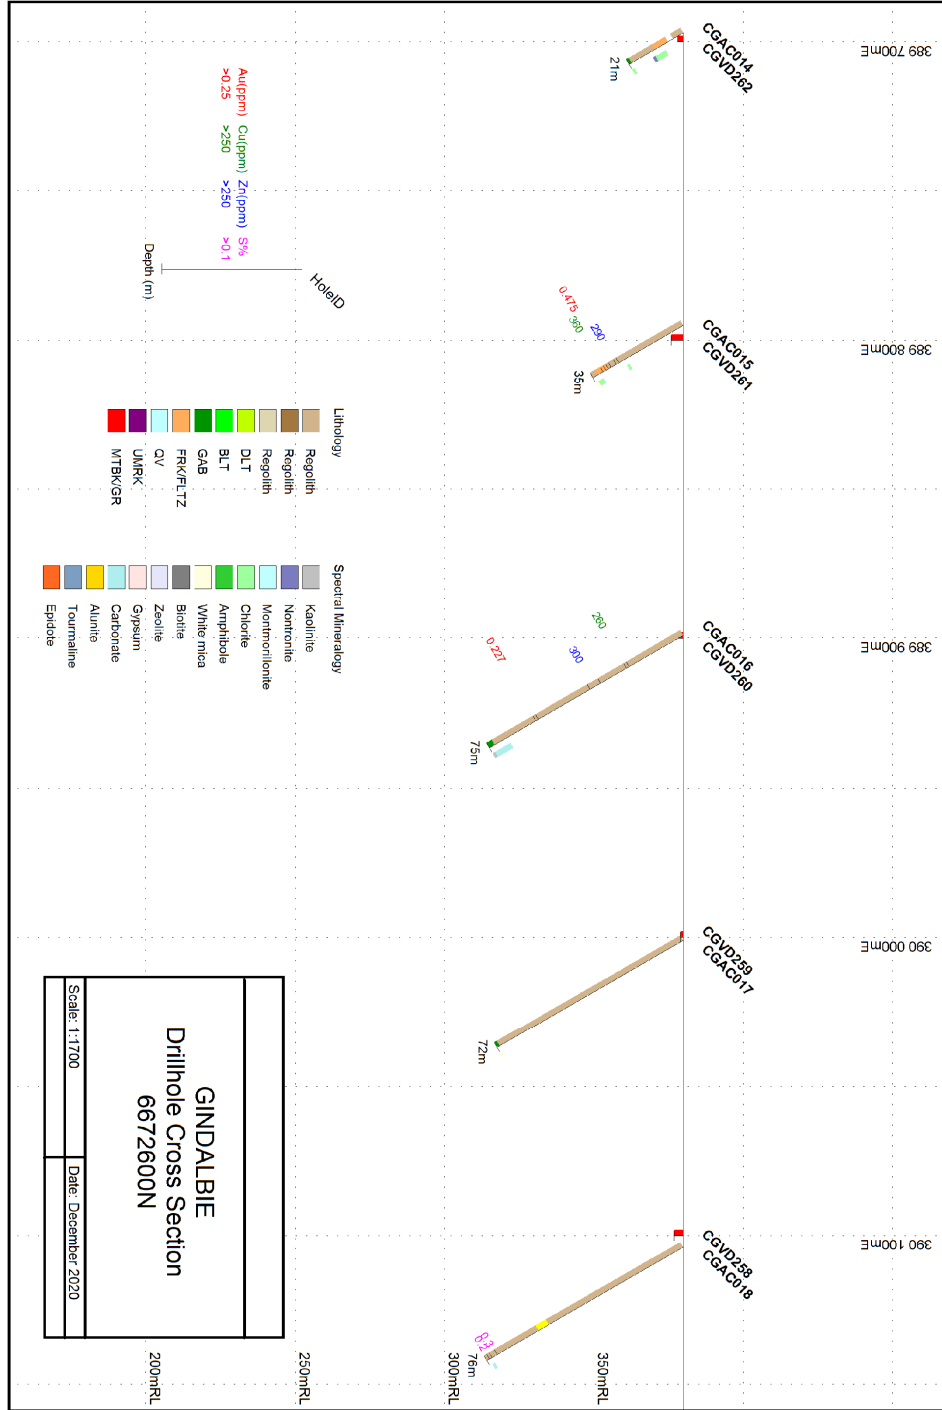 389 700mE
389 800mE
389 900mE
390 000mE
390 100mE
CGAC014
CGVD262
21m
CGAC015
CGVD261
0.475
360
290
35m
CGAC016
CGVD260
260
300
0.227
75m
CGVD259
CGAC017
72m
CGVD258
CGAC018
76m
350mRL
300mRL
250mRL
200mRL
Au(ppm) Cu(ppm) Zn(ppm) S%
>0.25 >250 >250 >0.1
HoleID
Depth (m)
Lithology
Regolith
Regolith
Regolith
DLT
BLT
GAB
FRK/FLTZ
QV
UMRK
MTBK/GR
Spectral Mineralogy
Kaolinite
Nontronite
Montmorillonite
Chlorite
Amphibole
White mica
Biotite
Zeolite
Gypsum
Carbonate
Alunite
Tourmaline
Epidote
GINDALBIE
Drillhole Cross Section
6672600N
Scale: 1:1700
Date: December 2020